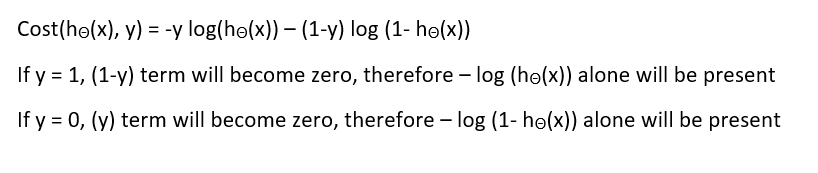 Cost(hΘ(x), y) = -y log(hΘ(x)) – (1-y) log (1- hΘ(x))
If y = 1, (1-y) term will become zero, therefore – log (hΘ(x)) alone will be present
If y = 0, (y) term will become zero, therefore – log (1- hΘ(x)) alone will be present